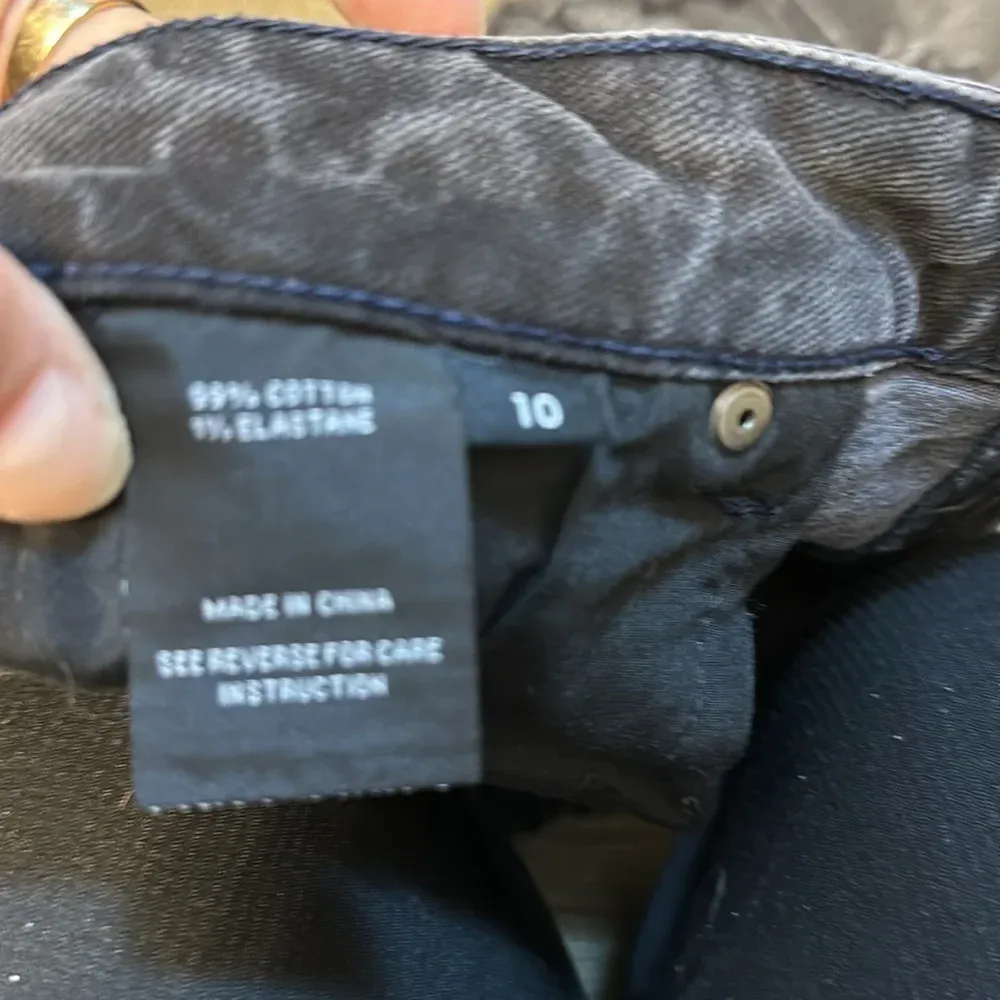 99% COTTON
1% ELASTANE
10
MADE IN CHINA
SEE REVERSE FOR CARE
INSTRUCTION